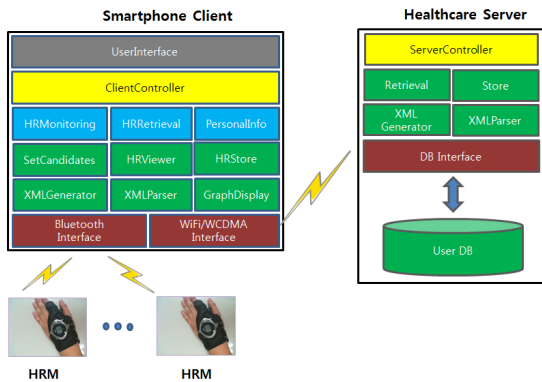 Smartphone Client
UserInterface
ClientController
HRMonitoring
HRRetrieval
PersonalInfo
SetCandidates
HRViewer
HRStore
XMLGenerator
XMLParser
GraphDisplay
Bluetooth
Interface
WiFi/WCDMA
Interface
HRM
HRM
Healthcare Server
ServerController
Retrieval
Store
XML
Generator
XMLParser
DB Interface
User DB